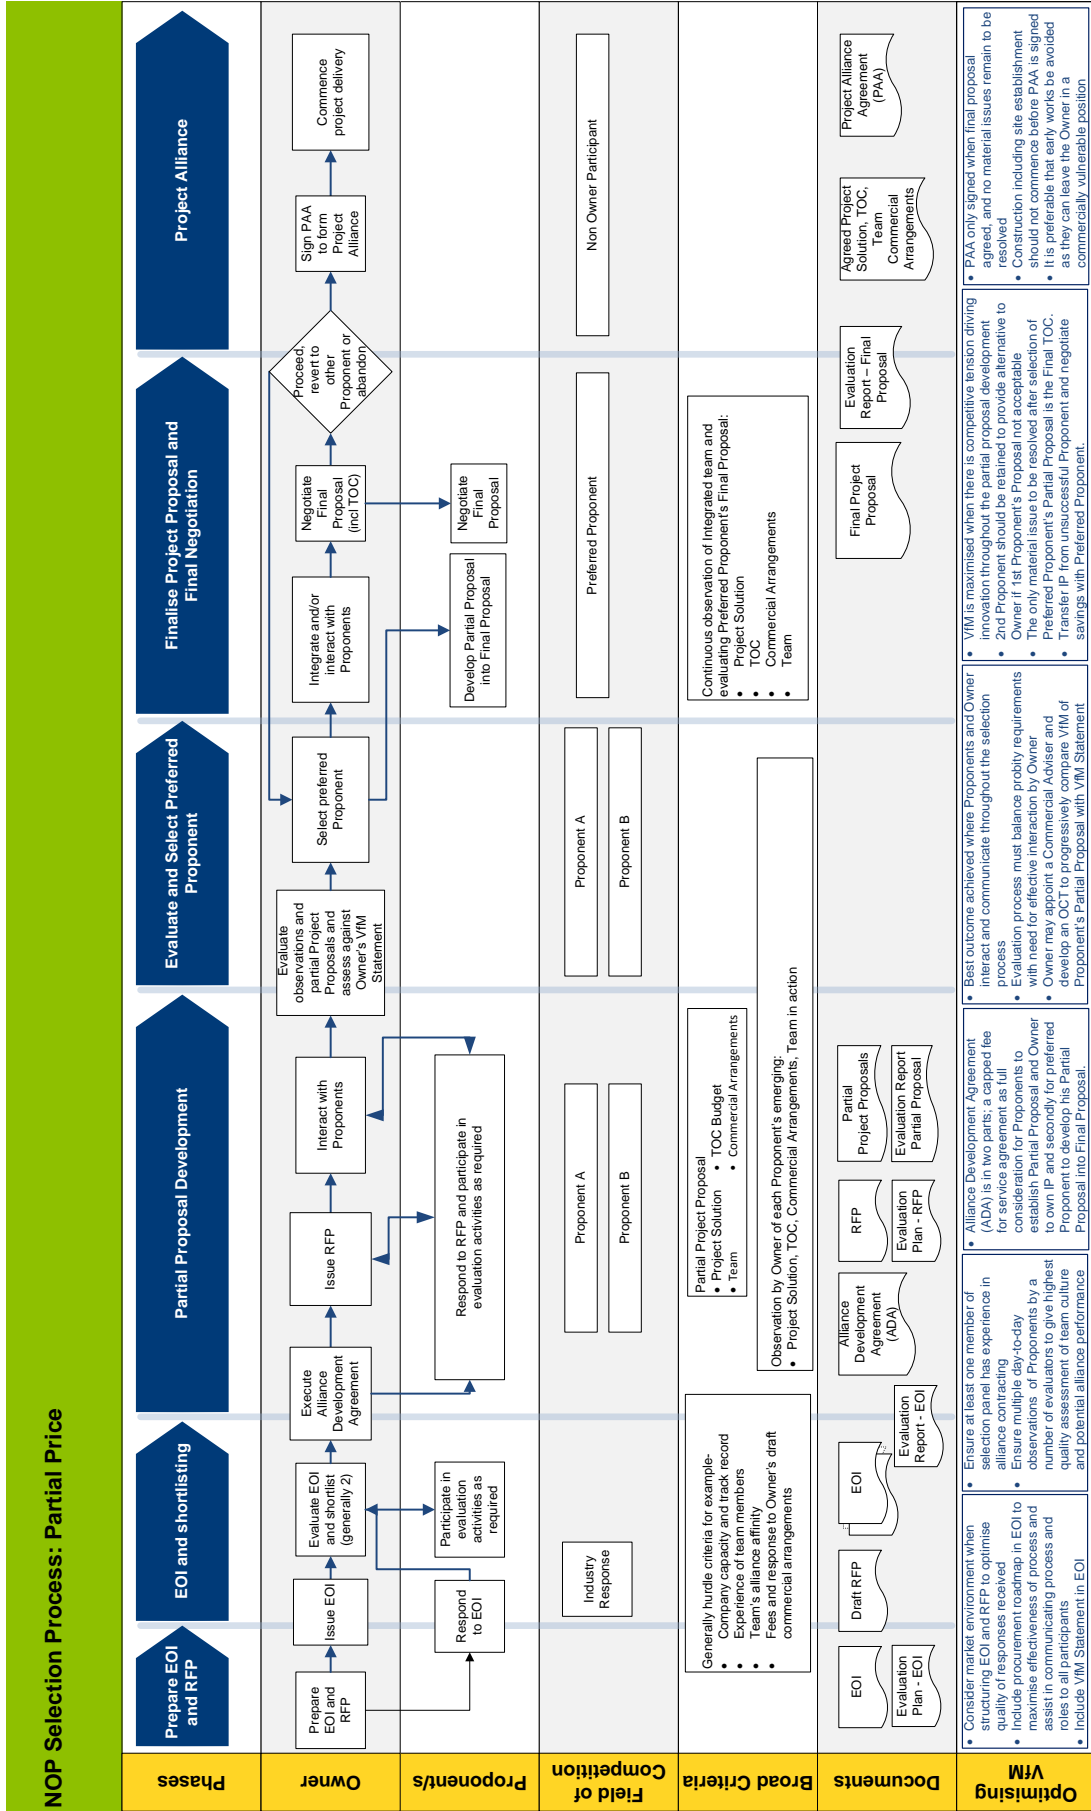 NOP Selection Process: Partial Price
Phases
Prepare EOI
and RFP
EOI and shortlisting
Partial Proposal Development
Evaluate and Select Preferred
Proponent
Finalise Project Proposal and
Final Negotiation
Project Alliance
Owner
Prepare
EOI and
RFP
Issue EOI
Evaluate EOI
and shortlist
(generally 2)
Execute
Alliance
Development
Agreement
Issue RFP
Interact with
Proponents
Evaluate
observations and
partial Project
Proposals and
assess against
Owner's VfM
Statement
Select preferred
Proponent
Integrate and/or
interact with
Proponents
Negotiate
Final
Proposal
(incl TOC)
Proceed,
revert to
other
Proponent or
abandon
Sign PAA
to form
Project
Alliance
Commence
project delivery
Proponent/s
Respond
to EOI
Participate in
evaluation
activities as
required
Respond to RFP and participate in
evaluation activities as required
Develop Partial Proposal
into Final Proposal
Negotiate
Final
Proposal
Field of
Competition
Industry
Response
Proponent A
Proponent B
Proponent A
Proponent B
Preferred Proponent
Non Owner Participant
Broad Criteria
Generally hurdle criteria for example-
• Company capacity and track record
• Experience of team members
• Team's alliance affinity
• Fees and response to Owner's draft
commercial arrangements
Partial Project Proposal
• Project Solution • TOC Budget
• Team • Commercial Arrangements
Observation by Owner of each Proponent's emerging:
• Project Solution, TOC, Commercial Arrangements, Team in action
Continuous observation of Integrated team and
evaluating Preferred Proponent's Final Proposal:
• Project Solution
• TOC
• Commercial Arrangements
• Team
Documents
EOI
Evaluation
Plan - EOI
Draft RFP
EOI
Evaluation
Report - EOI
Alliance
Development
Agreement
(ADA)
RFP
Evaluation
Plan - RFP
Partial
Project Proposals
Evaluation Report
Partial Proposal
Final Project
Proposal
Evaluation
Report – Final
Proposal
Agreed Project
Solution, TOC,
Team
Commercial
Arrangements
Project Alliance
Agreement
(PAA)
Optimising
VfM
• Consider market environment when
structuring EOI and RFP to optimise
quality of responses received
• Include procurement roadmap in EOI to
maximise effectiveness of process and
assist in communicating process and
roles to all participants
• Include VfM Statement in EOI
• Ensure at least one member of
selection panel has experience in
alliance contracting
• Ensure multiple day-to-day
observations of Proponents by a
number of evaluators to give highest
quality assessment of team culture
and potential alliance performance
• Alliance Development Agreement
(ADA) is in two parts; a capped fee
for service agreement as full
consideration for Proponents to
establish Partial Proposal and Owner
to own IP and secondly for preferred
Proponent to develop his Partial
Proposal into Final Proposal.
• Best outcome achieved where Proponents and Owner
interact and communicate throughout the selection
process
• Evaluation process must balance probity requirements
with need for effective interaction by Owner
• Owner may appoint a Commercial Adviser and
develop an OCT to progressively compare VfM of
Proponent's Partial Proposal with VfM Statement
• VfM is maximised when there is competitive tension driving
innovation throughout the partial proposal development
• 2nd Proponent should be retained to provide alternative to
Owner if 1st Proponent's Proposal not acceptable
• The only material issue to be resolved after selection of
Preferred Proponent's Partial Proposal is the Final TOC.
• Transfer IP from unsuccessful Proponent and negotiate
savings with Preferred Proponent.
• PAA only signed when final proposal
agreed, and no material issues remain to be
resolved
• Construction including site establishment
should not commence before PAA is signed
• It is preferable that early works be avoided
as they can leave the Owner in a
commercially vulnerable position